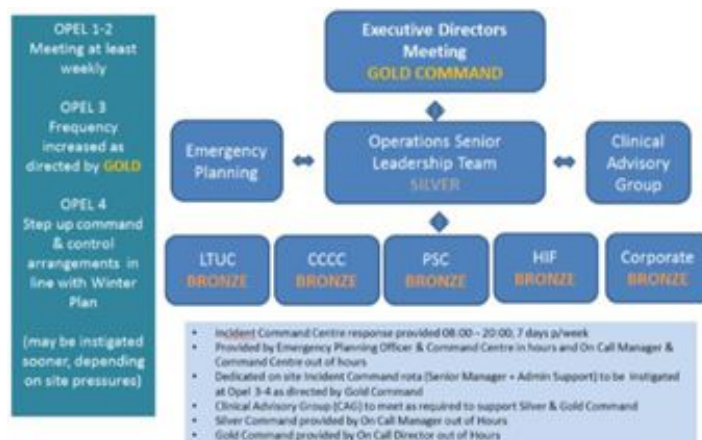 OPEL 1-2
Meeting at least
weekly
OPEL 3
Frequency
increased as
directed by GOLD
OPEL 4
Step up command
& control
arrangements in
line with Winter
Plan
(may be instigated
sooner, depending
on site pressures)
Executive Directors
Meeting
GOLD COMMAND
Emergency
Planning
Operations Senior
Leadership Team
SILVER
Clinical
Advisory
Group
LTUC
BRONZE
CCCC
BRONZE
PSC
BRONZE
HIF
BRONZE
Corporate
BRONZE
• Incident Command Centre response provided 08:00 – 20:00, 7 days p/week
• Provided by Emergency Planning Officer & Command Centre in hours and On Call Manager &
Command Centre out of hours
• Dedicated on site Incident Command rota (Senior Manager + Admin Support) to be instigated
at Opel 3-4 as directed by Gold Command
• Clinical Advisory Group (CAG) to meet as required to support Silver & Gold Command
• Silver Command provided by On Call Manager out of Hours
• Gold Command provided by On Call Director out of Hours